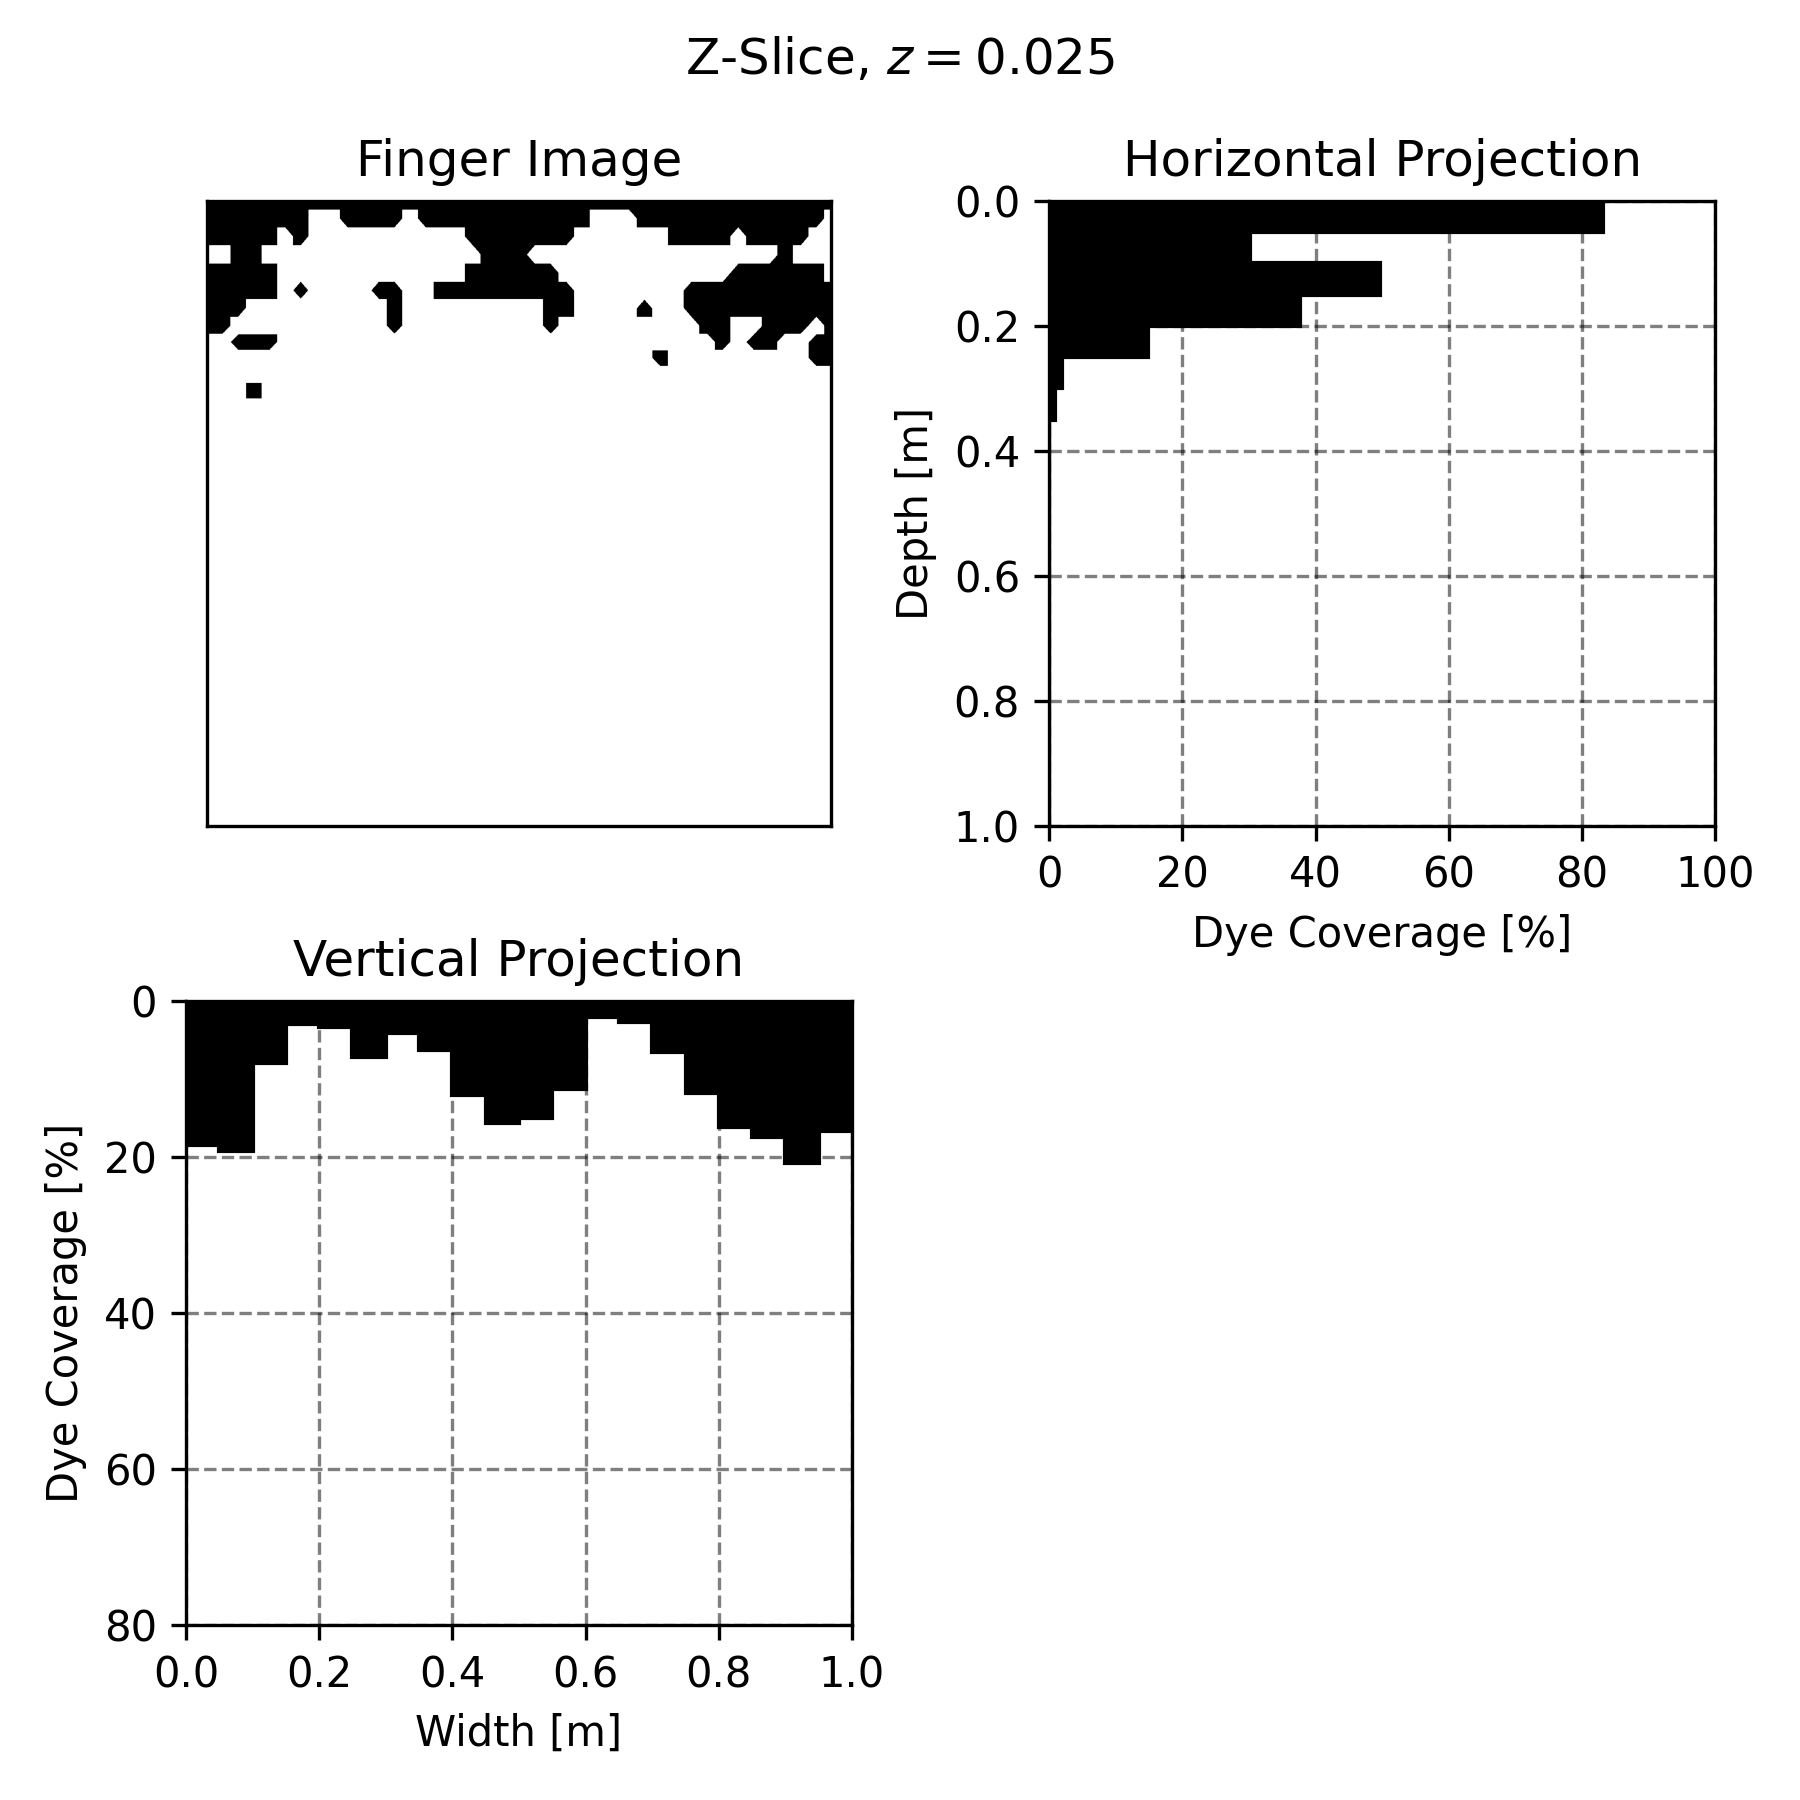 Z-Slice, z = 0.025
Finger Image
Horizontal Projection
0.0
0.2
0.4
0.6
0.8
1.0
Depth [m]
0 20 40 60 80 100
Dye Coverage [%]
Vertical Projection
0
20
40
60
80
Dye Coverage [%]
0.0 0.2 0.4 0.6 0.8 1.0
Width [m]